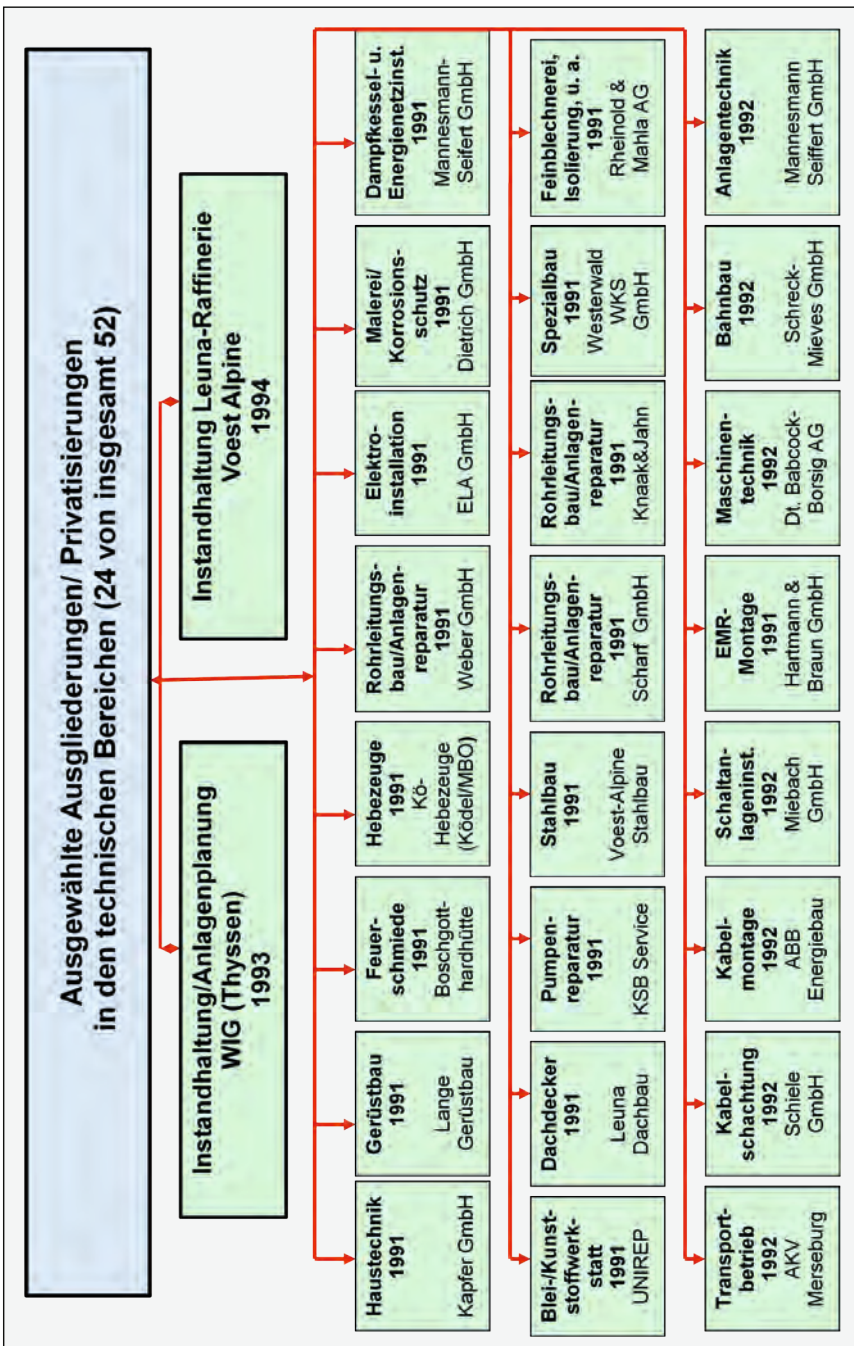 Ausgewählte Ausgliederungen/ Privatisierungen
in den technischen Bereichen (24 von insgesamt 52)
Instandhaltung/Anlagenplanung
WIG (Thyssen)
1993
Instandhaltung Leuna-Raffinerie
Voest Alpine
1994
Haustechnik
1991
Kapfer GmbH
Gerüstbau
1991
Lange
Gerüstbau
Feuer-
schmiede
1991
Boschgott-
hardhütte
Hebezeuge
1991
Kö-
Hebezeuge
(Ködel/MBO)
Rohrleitungs-
bau/Anlagen-
reparatur
1991
Weber GmbH
Elektro-
installation
1991
ELA GmbH
Malerei/
Korrosions-
schutz
1991
Dietrich GmbH
Dampfkessel- u.
Energienetzinst.
1991
Mannesmann-
Seifert GmbH
Blei-/Kunst-
stoffwerk-
statt
1991
UNIREP
Dachdecker
1991
Leuna
Dachbau
Pumpen-
reparatur
1991
KSB Service
Stahlbau
1991
Voest-Alpine
Stahlbau
Rohrleitungs-
bau/Anlagen-
reparatur
1991
Scharf GmbH
Rohrleitungs-
bau/Anlagen-
reparatur
1991
Knaak&Jahn
Spezialbau
1991
Westerwald
WKS
GmbH
Feinblechnerei,
Isolierung, u. a.
1991
Rheinold &
Mahla AG
Transport-
betrieb
1992
AKV
Merseburg
Kabel-
schachtung
1992
Schiele
GmbH
Kabel-
montage
1992
ABB
Energiebau
Schaltan-
lageninst.
1992
Miebach
GmbH
EMR-
Montage
1991
Hartmann &
Braun GmbH
Maschinen-
technik
1992
Dt. Babcock-
Borsig AG
Bahnbau
1992
Schreck-
Mieves GmbH
Anlagentechnik
1992
Mannesmann
Seiffert GmbH